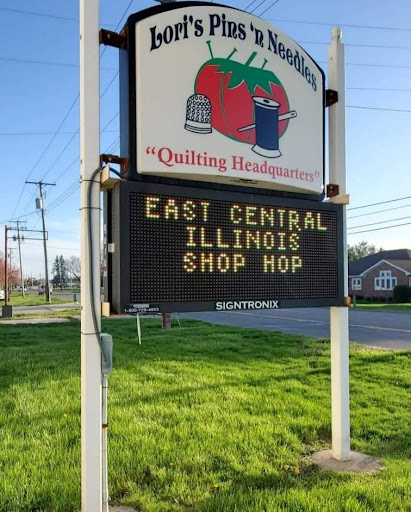 Lori's Pins 'n Needles
"Quilting Headquarters"
EAST CENTRAL
ILLINOIS
SHOP HOP
SIGNTRONIX